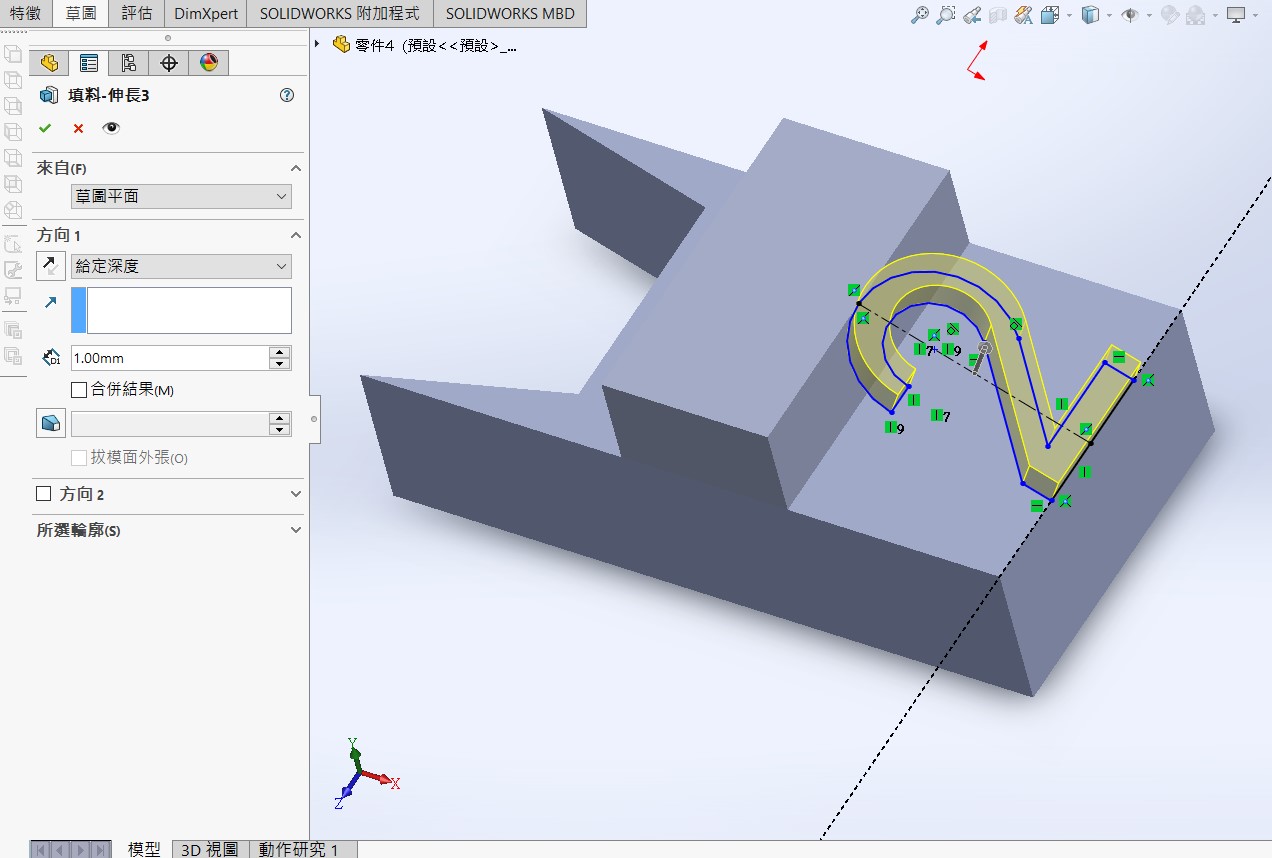 特徵 草圖 評估 DimXpert SOLIDWORKS 附加程式 SOLIDWORKS MBD
零件4 (預設<<預設>_...
填料-伸長3
來自(F)
草圖平面
方向 1
給定深度
D1
1.00mm
合併結果(M)
拔模面外張(O)
方向 2
所選輪廓(S)
7 9
7
9
Y
X
Z
模型 3D 視圖 動作研究 1